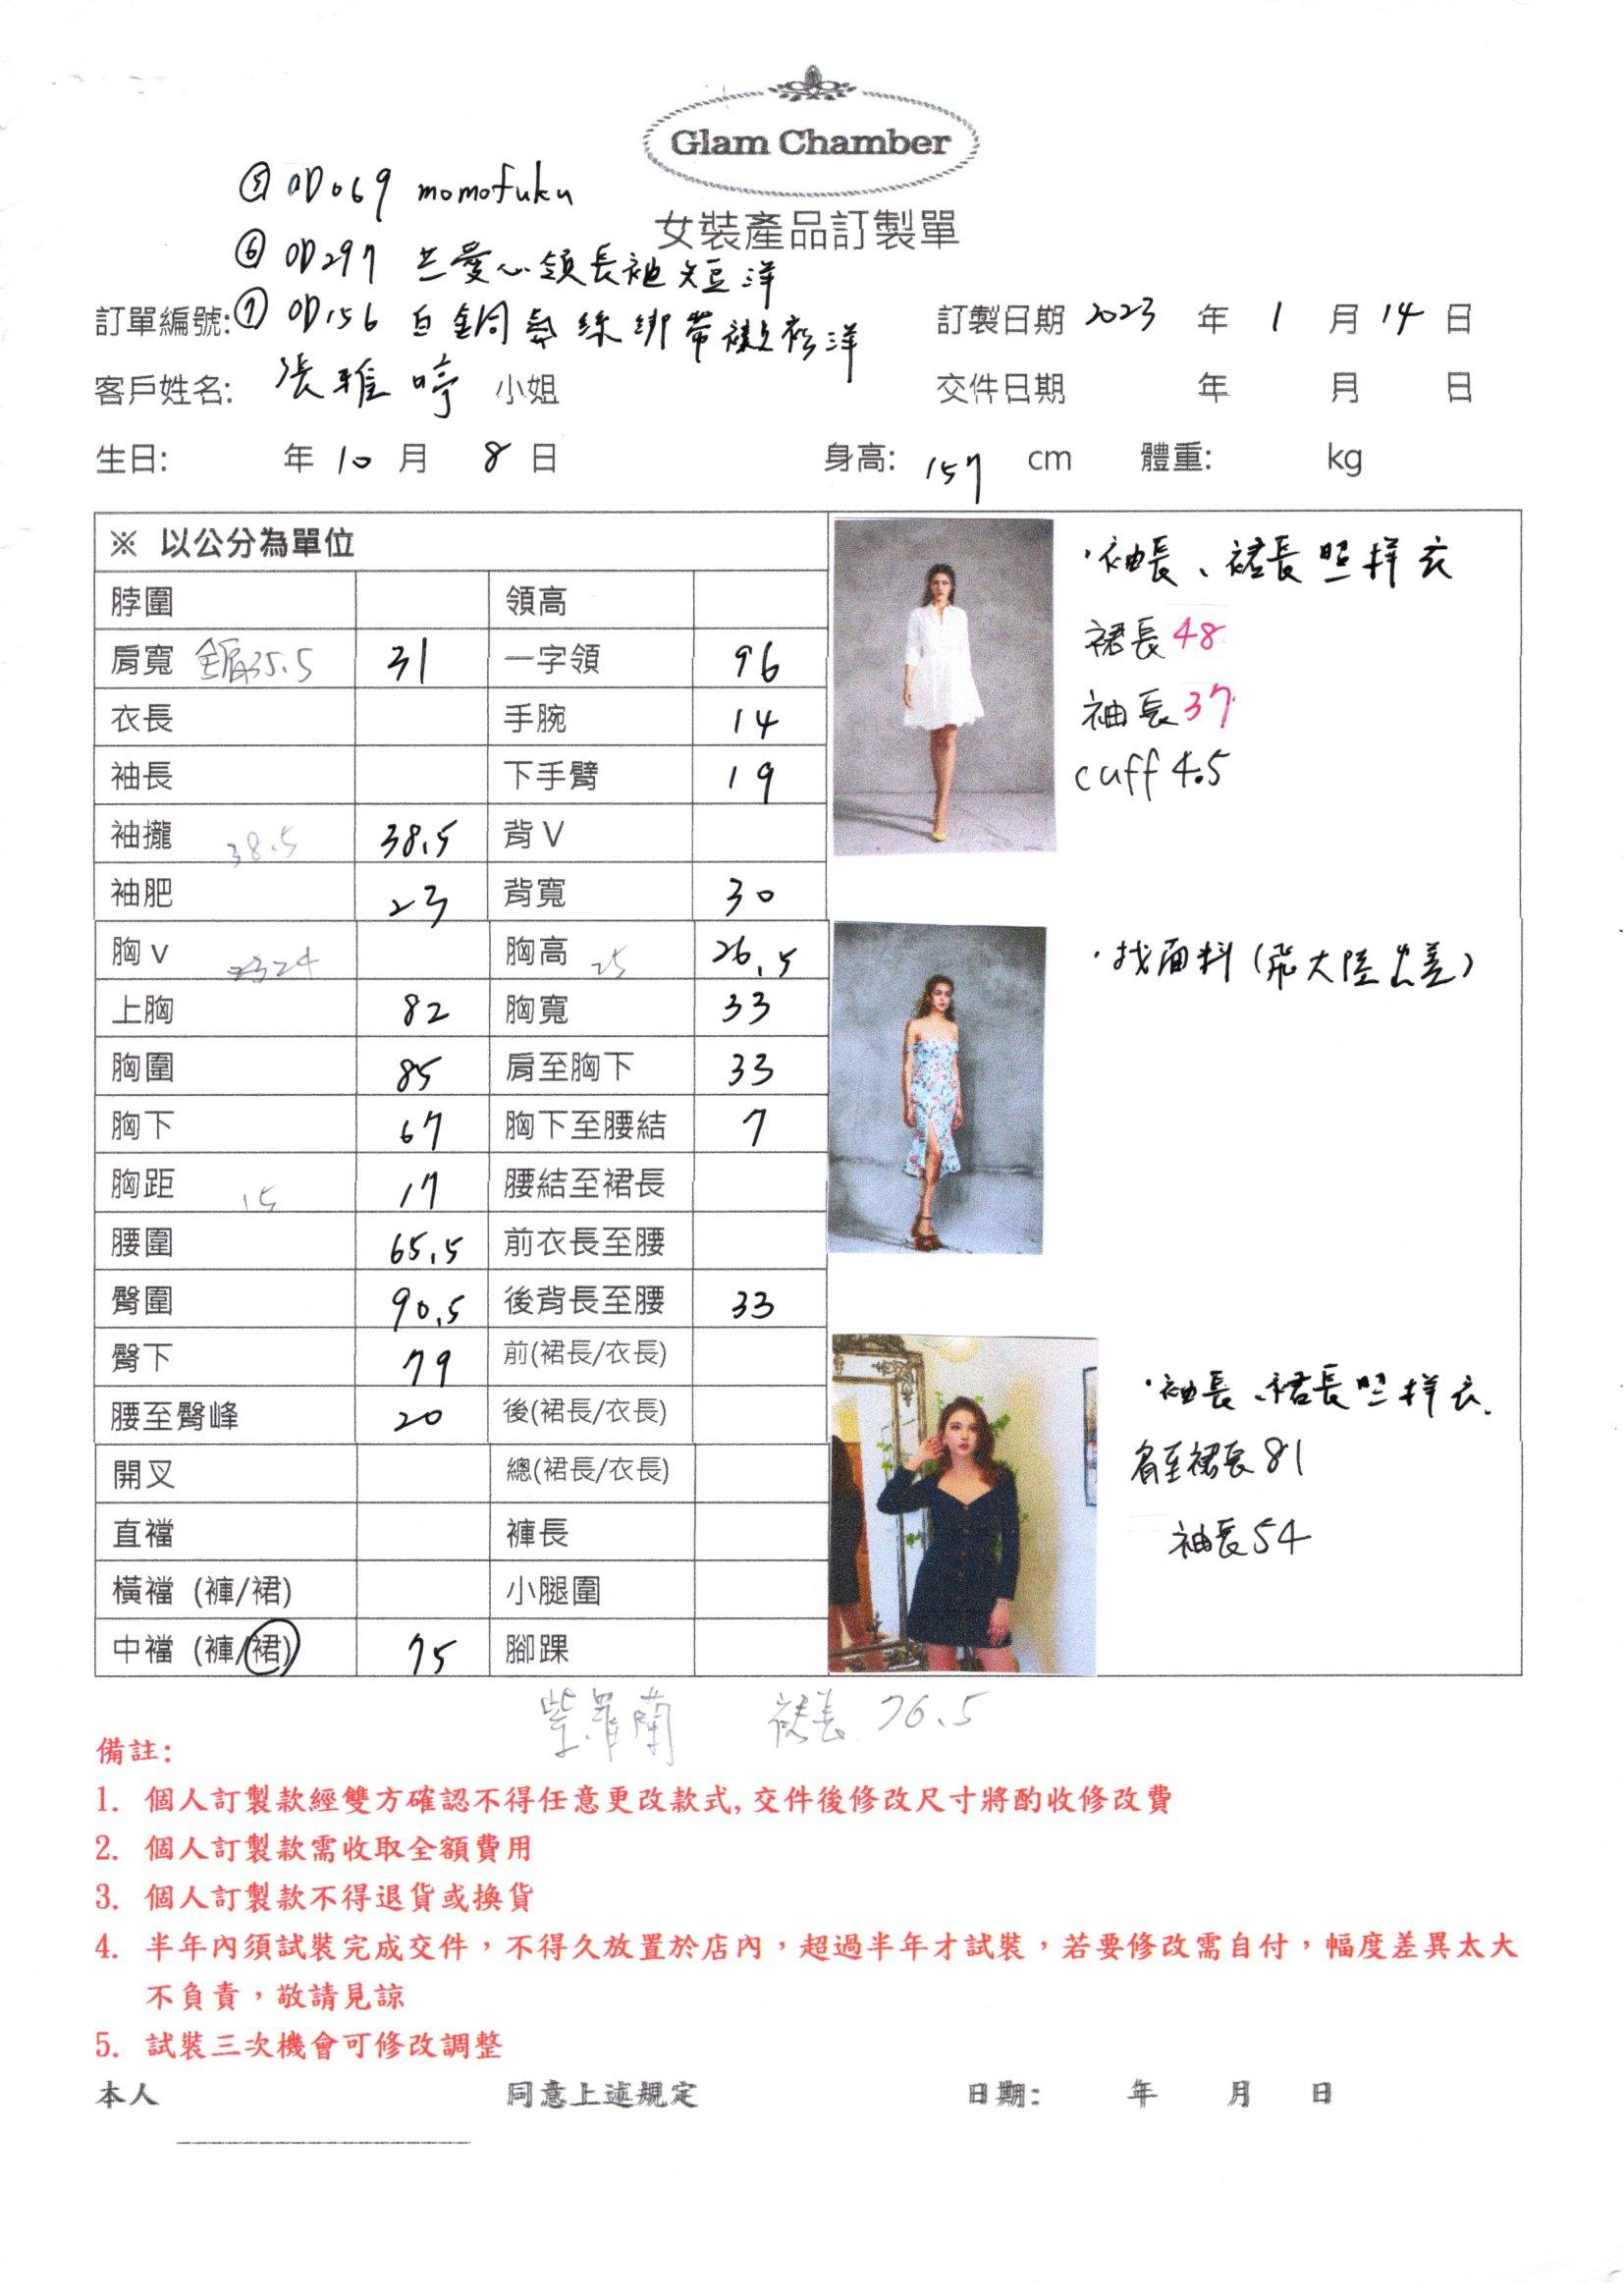 Glam Chamber
⑤ OD069 momofuku
女裝產品訂製單
⑥ OD297 兰愛心領長袖短洋
訂單編號: ⑦ OD156 白銅氨絲綁帶襯衫洋
訂製日期 2023 年 1 月 14 日
客戶姓名: 張雅婷 小姐
交件日期 年 月 日
生日: 年 10 月 8 日 身高: 157 cm 體重: kg
※ 以公分為單位
脖圍 領高
肩寬 全肩35.5 31 一字領 96
衣長 手腕 14
袖長 下手臂 19
袖攏 38.5 38.5 背V
袖肥 23 背寬 30
胸v 24 胸高 25 26.5
上胸 82 胸寬 33
胸圍 85 肩至胸下 33
胸下 67 胸下至腰結 7
胸距 15 17 腰結至裙長
腰圍 65.5 前衣長至腰
臀圍 90.5 後背長至腰 33
臀下 79 前(裙長/衣長)
腰至臀峰 20 後(裙長/衣長)
開叉 總(裙長/衣長)
直襠 褲長
橫襠 (褲/裙) 小腿圍
中襠 (褲/裙) 75 腳踝
·袖長、裙長照样衣
裙長48
袖長37
cuff 4.5
·找面料(飛大陸出差)
·袖長、裙長照样衣.
肩至裙長81
袖長54
紫羅蘭 裙長 76.5
備註:
1. 個人訂製款經雙方確認不得任意更改款式,交件後修改尺寸將酌收修改費
2. 個人訂製款需收取全額費用
3. 個人訂製款不得退貨或換貨
4. 半年內須試裝完成交件，不得久放置於店內，超過半年才試裝，若要修改需自付，幅度差異太大
不負責，敬請見諒
5. 試裝三次機會可修改調整
本人 同意上述規定 日期: 年 月 日